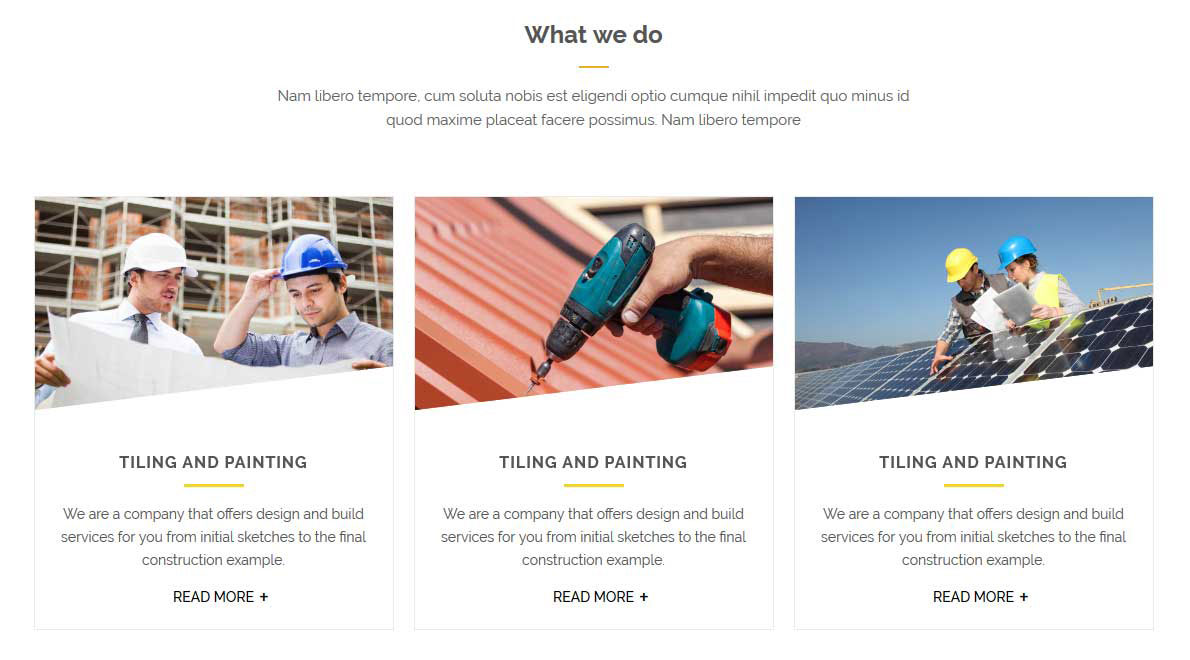 What we do
Nam libero tempore, cum soluta nobis est eligendi optio cumque nihil impedit quo minus id
quod maxime placeat facere possimus. Nam libero tempore
TILING AND PAINTING
We are a company that offers design and build
services for you from initial sketches to the final
construction example.
READ MORE +
TILING AND PAINTING
We are a company that offers design and build
services for you from initial sketches to the final
construction example.
READ MORE +
TILING AND PAINTING
We are a company that offers design and build
services for you from initial sketches to the final
construction example.
READ MORE +